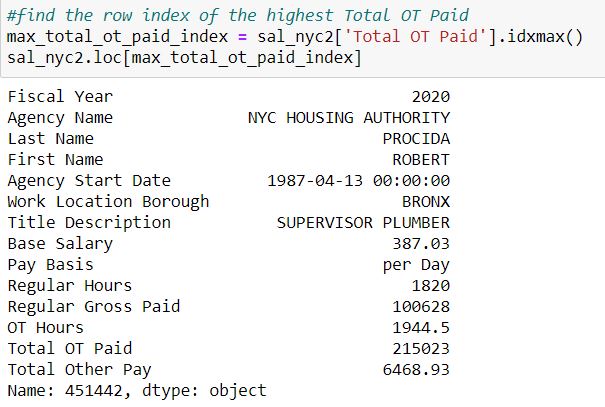 #find the row index of the highest Total OT Paid
max_total_ot_paid_index = sal_nyc2['Total OT Paid'].idxmax()
sal_nyc2.loc[max_total_ot_paid_index]
Fiscal Year 2020
Agency Name NYC HOUSING AUTHORITY
Last Name PROCIDA
First Name ROBERT
Agency Start Date 1987-04-13 00:00:00
Work Location Borough BRONX
Title Description SUPERVISOR PLUMBER
Base Salary 387.03
Pay Basis per Day
Regular Hours 1820
Regular Gross Paid 100628
OT Hours 1944.5
Total OT Paid 215023
Total Other Pay 6468.93
Name: 451442, dtype: object